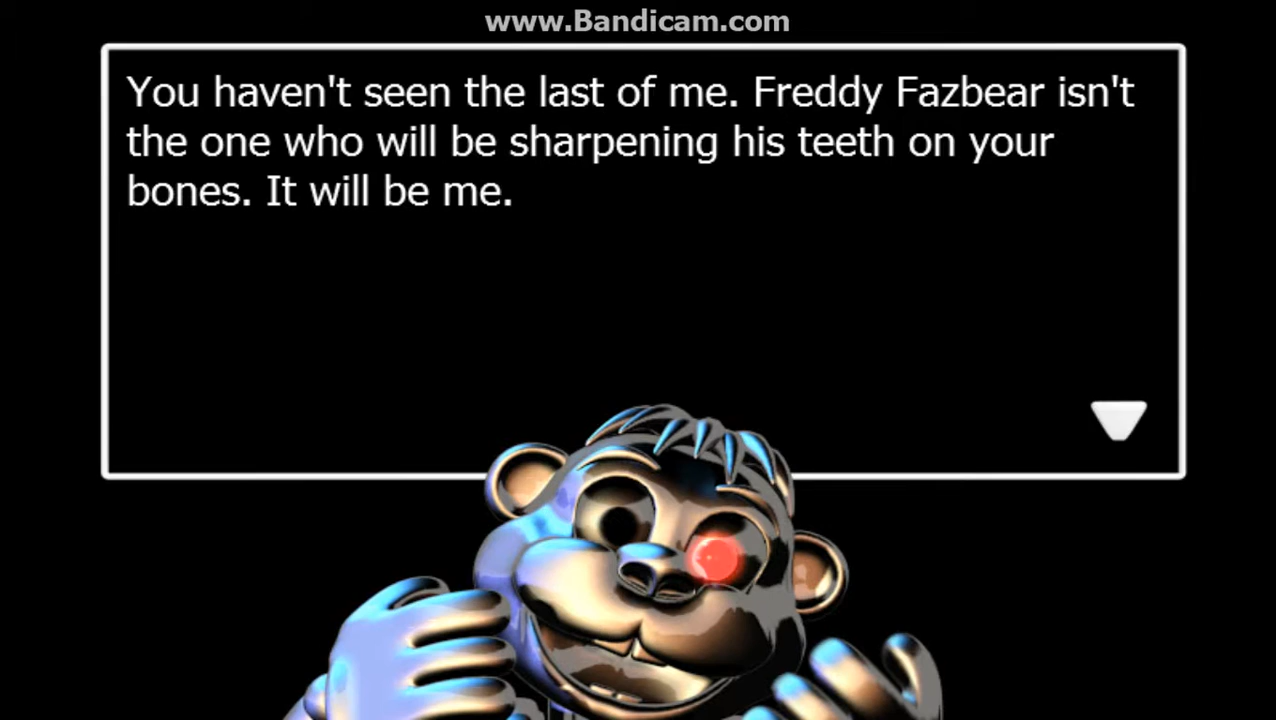 www.Bandicam.com
You haven't seen the last of me. Freddy Fazbear isn't
the one who will be sharpening his teeth on your
bones. It will be me.